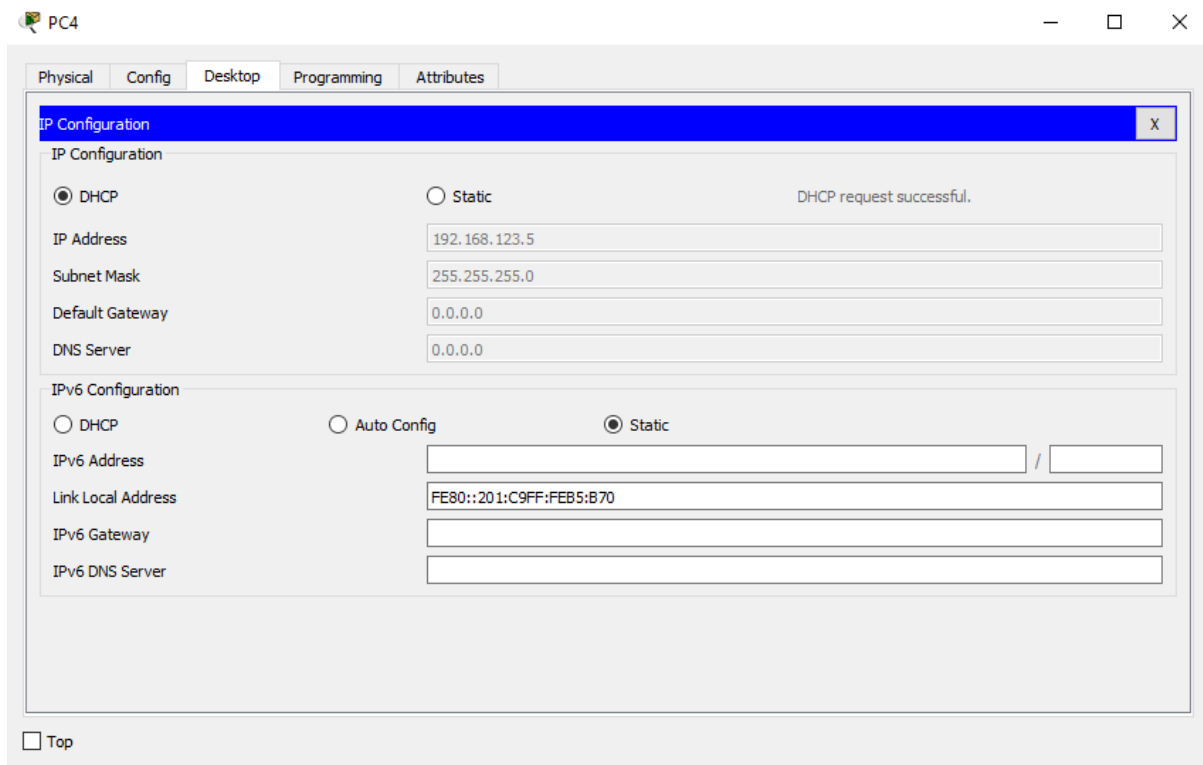 PC4
Physical Config Desktop Programming Attributes
IP Configuration X
IP Configuration
DHCP Static DHCP request successful.
IP Address 192.168.123.5
Subnet Mask 255.255.255.0
Default Gateway 0.0.0.0
DNS Server 0.0.0.0
IPv6 Configuration
DHCP Auto Config Static
IPv6 Address /
Link Local Address FE80::201:C9FF:FEB5:B70
IPv6 Gateway
IPv6 DNS Server
Top